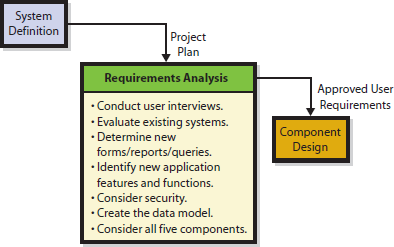 System
Definition
Project
Plan
Requirements Analysis
• Conduct user interviews.
• Evaluate existing systems.
• Determine new
forms/reports/queries.
• Identify new application
features and functions.
• Consider security.
• Create the data model.
• Consider all five components.
Approved User
Requirements
Component
Design